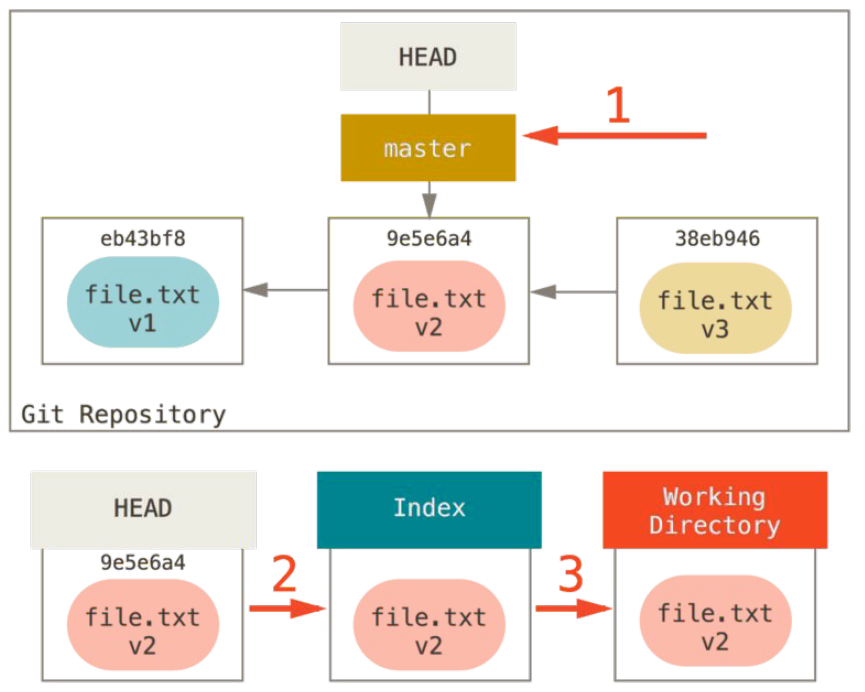 HEAD
1
master
eb43bf8
9e5e6a4
38eb946
file.txt
v1
file.txt
v2
file.txt
v3
Git Repository
HEAD
Index
Working
Directory
9e5e6a4
file.txt
v2
2
file.txt
v2
3
file.txt
v2